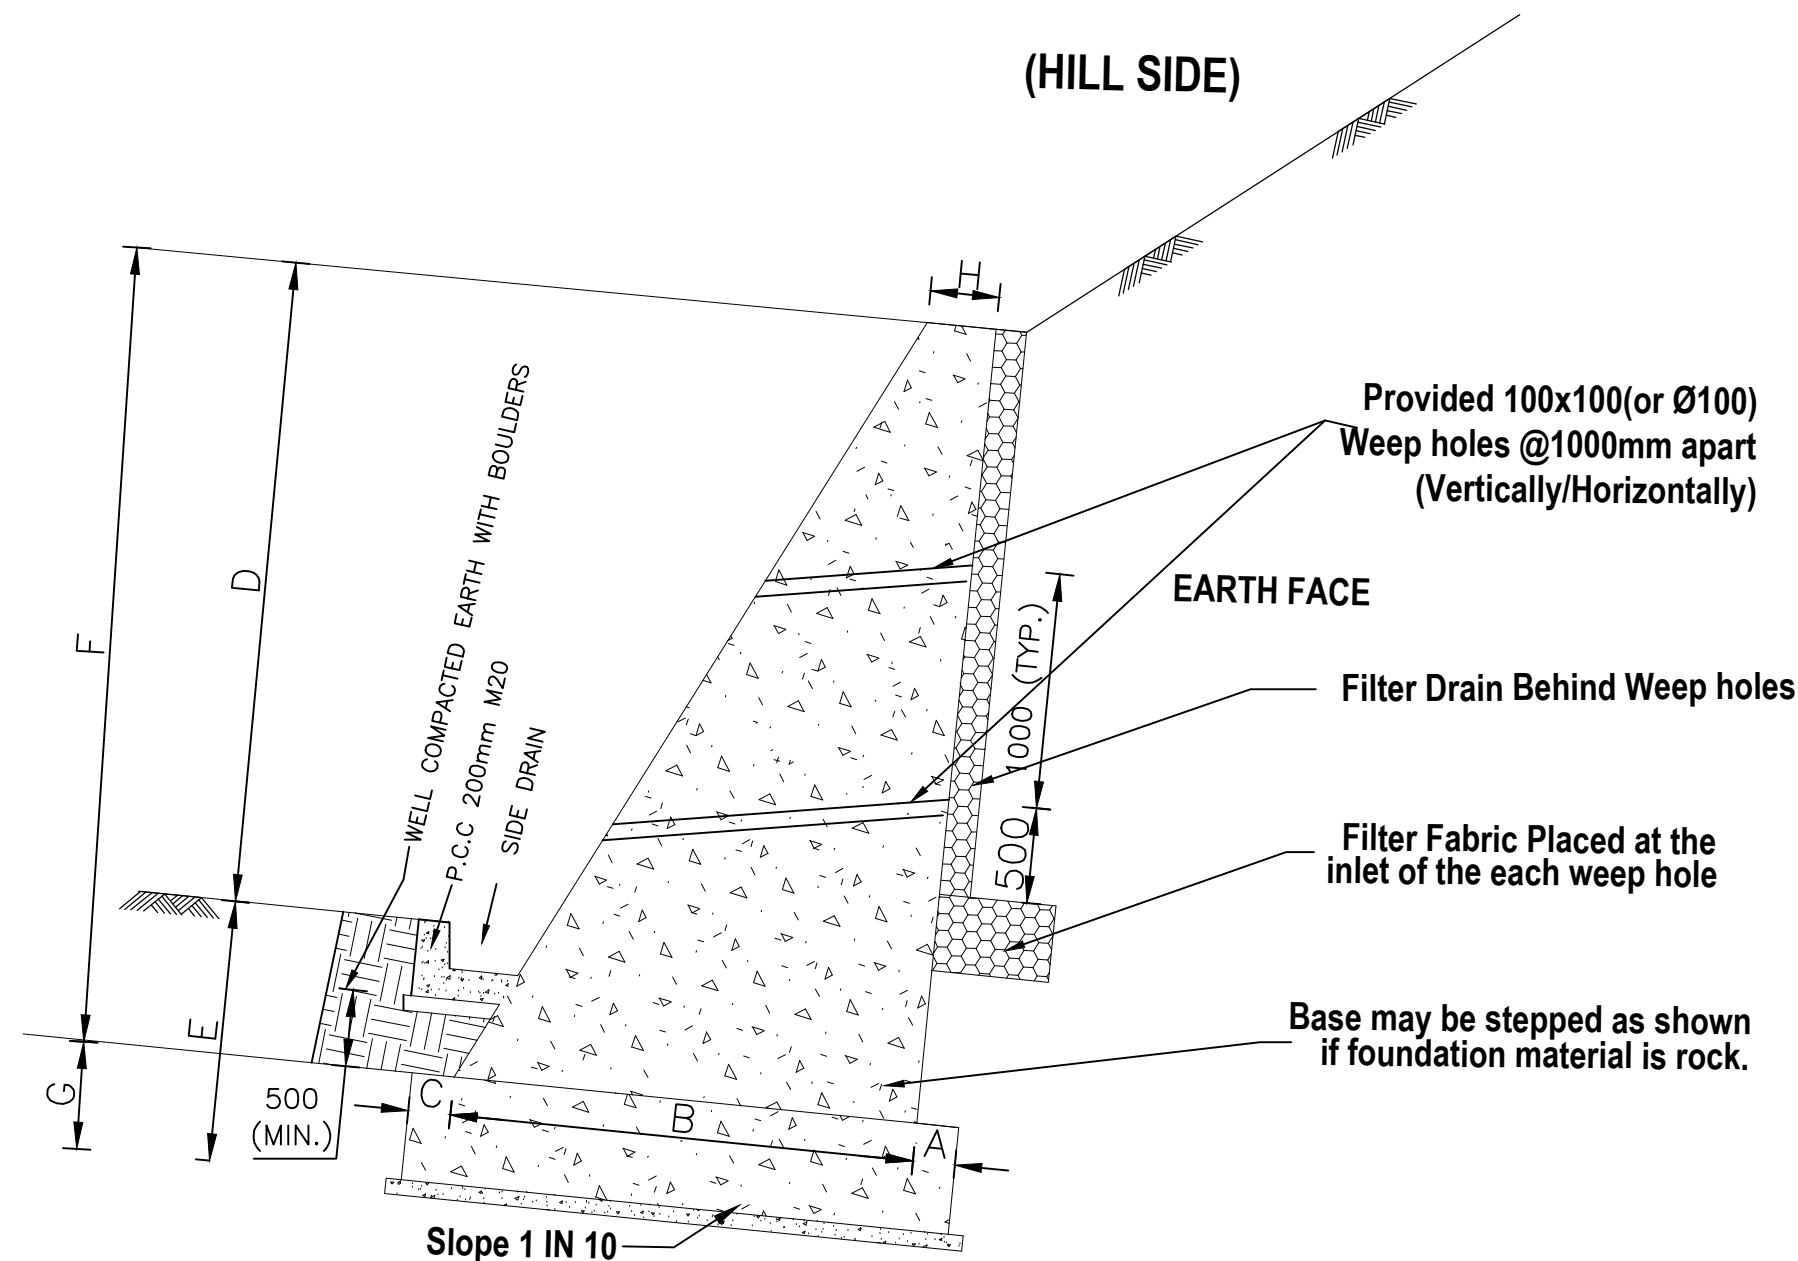 (HILL SIDE)
H
Provided 100x100(or Ø100)
Weep holes @1000mm apart
(Vertically/Horizontally)
WELL COMPACTED EARTH WITH BOULDERS
P.C.C 200mm M20
SIDE DRAIN
D
F
EARTH FACE
1000 (TYP.)
Filter Drain Behind Weep holes
500
Filter Fabric Placed at the
inlet of the each weep hole
E
G
Base may be stepped as shown
if foundation material is rock.
500
(MIN.)
C
B
A
Slope 1 IN 10